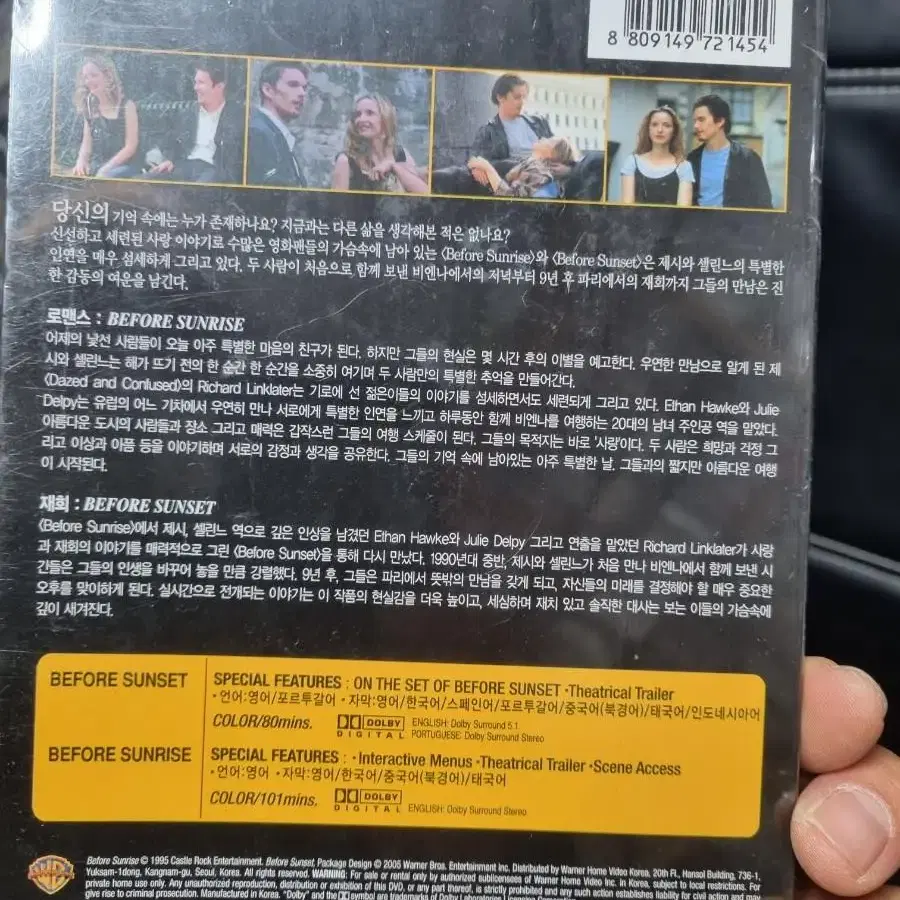 8 809149 721454
당신의 기억 속에는 누가 존재하나요? 지금과는 다른 삶을 생각해본 적은 없나요?
신선하고 세련된 사랑 이야기로 수많은 영화팬들의 가슴속에 남아 있는 〈Before Sunrise〉와 〈Before Sunset〉은 제시와 셀린느의 특별한
인연을 매우 섬세하게 그리고 있다. 두 사람이 처음으로 함께 보낸 비엔나에서의 저녁부터 9년 후 파리에서의 재회까지 그들의 만남은 진
한 감동의 여운을 남긴다.
로맨스 : BEFORE SUNRISE
어제의 낯선 사람들이 오늘 아주 특별한 마음의 친구가 된다. 하지만 그들의 현실은 몇 시간 후의 이별을 예고한다. 우연한 만남으로 알게 된 제
시와 셀린느는 해가 뜨기 전의 한 순간 한 순간을 소중히 여기며 두 사람만의 특별한 추억을 만들어간다.
〈Dazed and Confused〉의 Richard Linklater는 기로에 선 젊은이들의 이야기를 섬세하면서도 세련되게 그리고 있다. Ethan Hawke와 Julie
Delpy는 유럽의 어느 기차에서 우연히 만나 서로에게 특별한 인연을 느끼고 하루동안 함께 비엔나를 여행하는 20대의 남녀 주인공 역을 맡았다.
아름다운 도시의 사람들과 장소 그리고 매력은 갑작스런 그들의 여행 스케줄이 된다. 그들의 목적지는 바로 '사랑'이다. 두 사람은 희망과 걱정 그
리고 이상과 아픔 등을 이야기하며 서로의 감정과 생각을 공유한다. 그들의 기억 속에 남아있는 아주 특별한 날, 그들과의 짧지만 아름다운 여행
이 시작된다.
재회 : BEFORE SUNSET
〈Before Sunrise〉에서 제시, 셀린느 역으로 깊은 인상을 남겼던 Ethan Hawke와 Julie Delpy 그리고 연출을 맡았던 Richard Linklater가 사랑
과 재회의 이야기를 매력적으로 그린 〈Before Sunset〉을 통해 다시 만났다. 1990년대 중반, 제시와 셀린느가 처음 만나 비엔나에서 함께 보낸 시
간들은 그들의 인생을 바꾸어 놓을 만큼 강렬했다. 9년 후, 그들은 파리에서 뜻밖의 만남을 갖게 되고, 자신들의 미래를 결정해야 할 매우 중요한
오후를 맞이하게 된다. 실시간으로 전개되는 이야기는 이 작품의 현실감을 더욱 높이고, 세심하며 재치 있고 솔직한 대사는 보는 이들의 가슴속에
깊이 새겨진다.
BEFORE SUNSET
SPECIAL FEATURES : ON THE SET OF BEFORE SUNSET •Theatrical Trailer
•언어:영어/포르투갈어 •자막:영어/한국어/스페인어/포르투갈어/중국어(북경어)/태국어/인도네시아어
COLOR/80mins. DOLBY DIGITAL ENGLISH: Dolby Surround 5.1
PORTUGUESE: Dolby Surround Stereo
BEFORE SUNRISE
SPECIAL FEATURES : •Interactive Menus •Theatrical Trailer •Scene Access
•언어:영어 •자막:영어/한국어/중국어(북경어)/태국어
COLOR/101mins. DOLBY DIGITAL ENGLISH: Dolby Surround Stereo
WB
Before Sunrise © 1995 Castle Rock Entertainment. Before Sunset, Package Design © 2005 Warner Bros. Entertainment Inc. Distributed by Warner Home Video Korea, 20th FR., Hansol Building, 736-1,
Yuksam-1dong, Kangnam-gu, Seoul, Korea. All rights reserved. WARNING: For sale or rental only by authorized sublicensees of Warner Home Video Inc. in Korea, subject to local restrictions. For
private home use only. Any unauthorized reproduction, distribution or exhibition of this DVD, or any part thereof, is strictly prohibited and any such action establishes liability for civil action and may
give rise to criminal prosecution. Manufactured in Korea. "Dolby" and the symbol are trademarks of Dolby Laboratories Licensing Corporation.